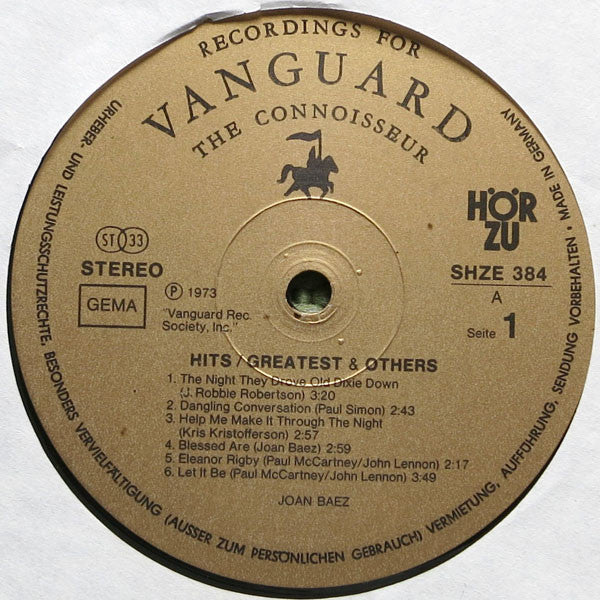 RECORDINGS FOR
VANGUARD
THE CONNOISSEUR
HÖR
ZU
ST 33
STEREO
SHZE 384
GEMA
℗ 1973
"Vanguard Rec.
Society, Inc."
A
Seite 1
HITS / GREATEST & OTHERS
1. The Night They Drove Old Dixie Down
(J. Robbie Robertson) 3:20
2. Dangling Conversation (Paul Simon) 2:43
3. Help Me Make It Through The Night
(Kris Kristofferson) 2:57
4. Blessed Are (Joan Baez) 2:59
5. Eleanor Rigby (Paul McCartney/John Lennon) 2:17
6. Let It Be (Paul McCartney/John Lennon) 3:49
JOAN BAEZ
URHEBER- UND LEISTUNGSSCHUTZRECHTE, BESONDERS VERVIELFÄLTIGUNG (AUSSER ZUM PERSÖNLICHEN GEBRAUCH) VERMIETUNG, AUFFÜHRUNG, SENDUNG VORBEHALTEN • MADE IN GERMANY